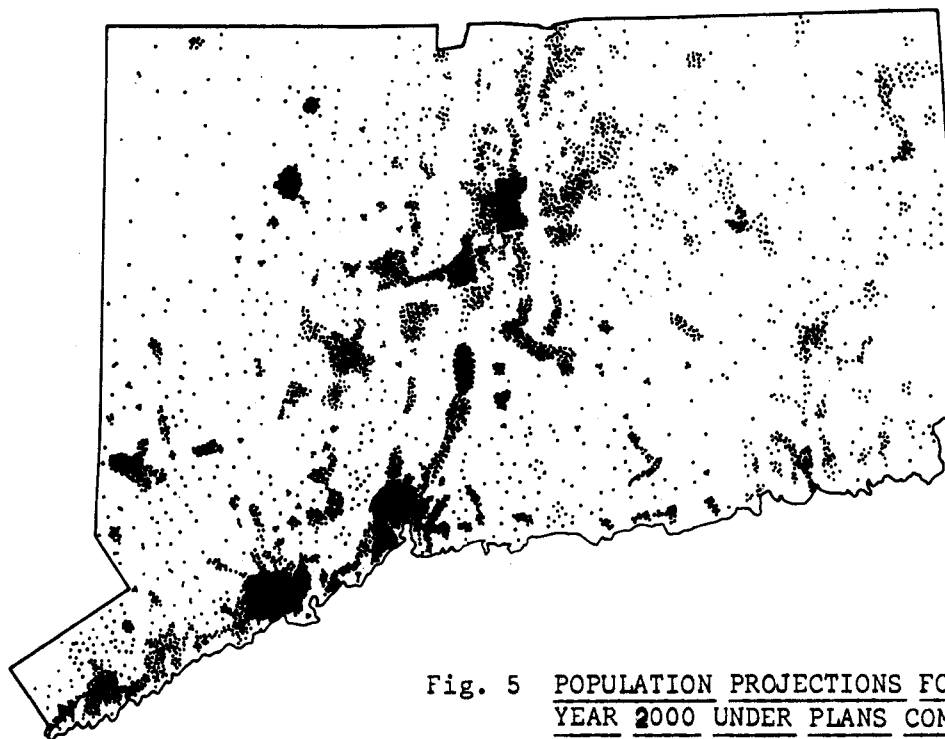 Fig. 5 POPULATION PROJECTIONS FO
YEAR 2000 UNDER PLANS CON